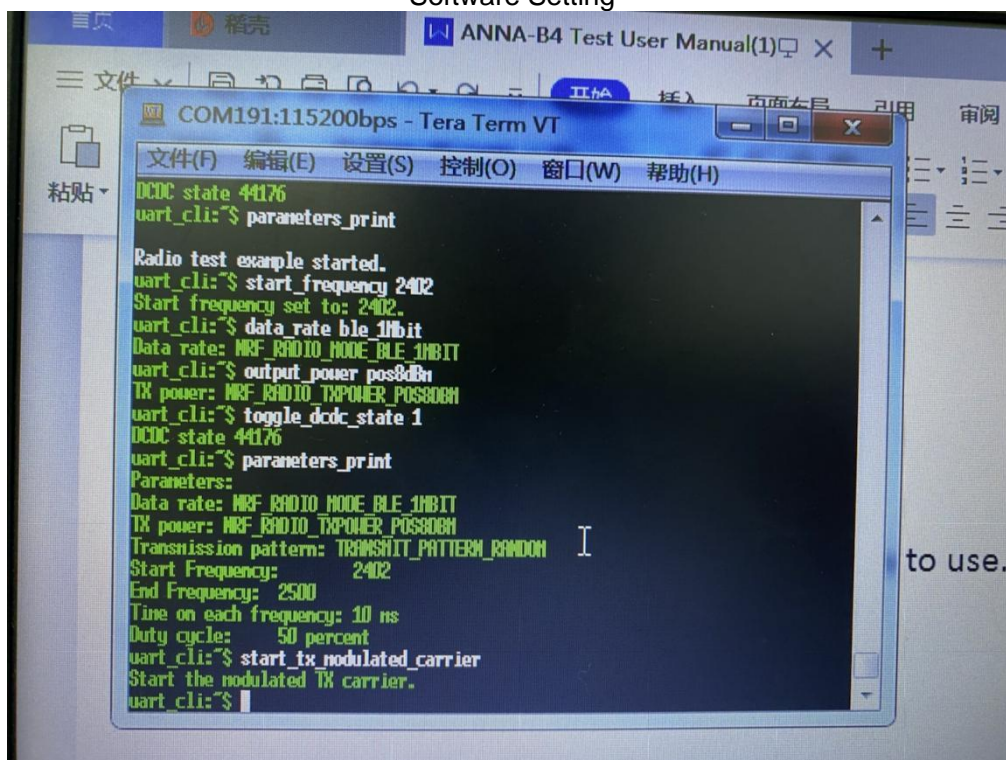 Software Setting
首页
稻壳
ANNA-B4 Test User Manual(1)
文件
插入
页面布局
引用
审阅
粘贴
COM191:115200bps - Tera Term VT
文件(F) 编辑(E) 设置(S) 控制(O) 窗口(W) 帮助(H)
DCDC state 44176
uart_cli:~$ parameters_print
Radio test example started.
uart_cli:~$ start_frequency 2402
Start frequency set to: 2402.
uart_cli:~$ data_rate ble_1Mbit
Data rate: NRF_RADIO_MODE_BLE_1MBIT
uart_cli:~$ output_power pos8dBm
TX power: NRF_RADIO_TXPOWER_POS8DBM
uart_cli:~$ toggle_dcdc_state 1
DCDC state 44176
uart_cli:~$ parameters_print
Parameters:
Data rate: NRF_RADIO_MODE_BLE_1MBIT
TX power: NRF_RADIO_TXPOWER_POS8DBM
Transmission pattern: TRANSMIT_PATTERN_RANDOM
Start Frequency: 2402
End Frequency: 2500
Time on each frequency: 10 ms
Duty cycle: 50 percent
uart_cli:~$ start_tx_modulated_carrier
Start the modulated TX carrier.
uart_cli:~$
to use.